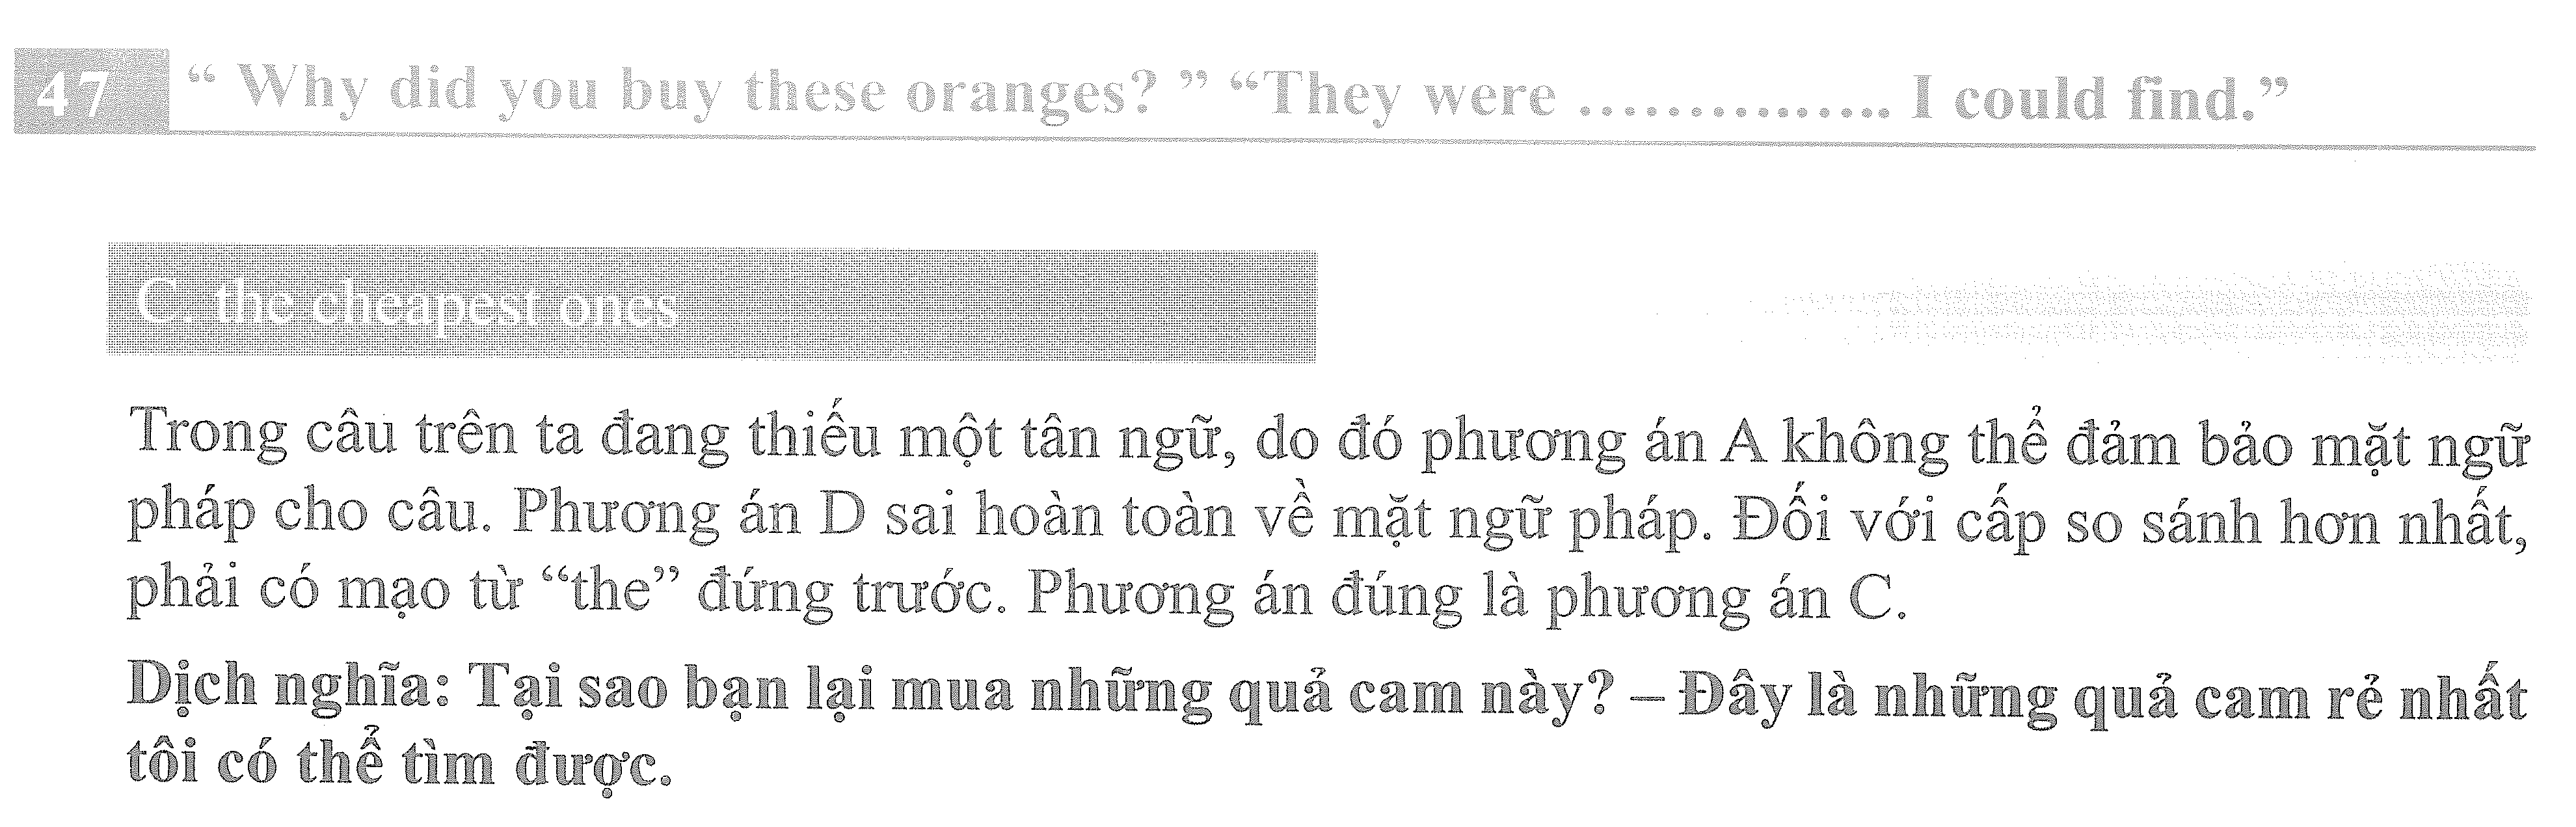 47 “ Why did you buy these oranges? ” “They were ............... I could find.”
C. the cheapest ones
Trong câu trên ta đang thiếu một tân ngữ, do đó phương án A không thể đảm bảo mặt ngữ
pháp cho câu. Phương án D sai hoàn toàn về mặt ngữ pháp. Đối với cấp so sánh hơn nhất,
phải có mạo từ “the” đứng trước. Phương án đúng là phương án C.
Dịch nghĩa: Tại sao bạn lại mua những quả cam này? – Đây là những quả cam rẻ nhất
tôi có thể tìm được.